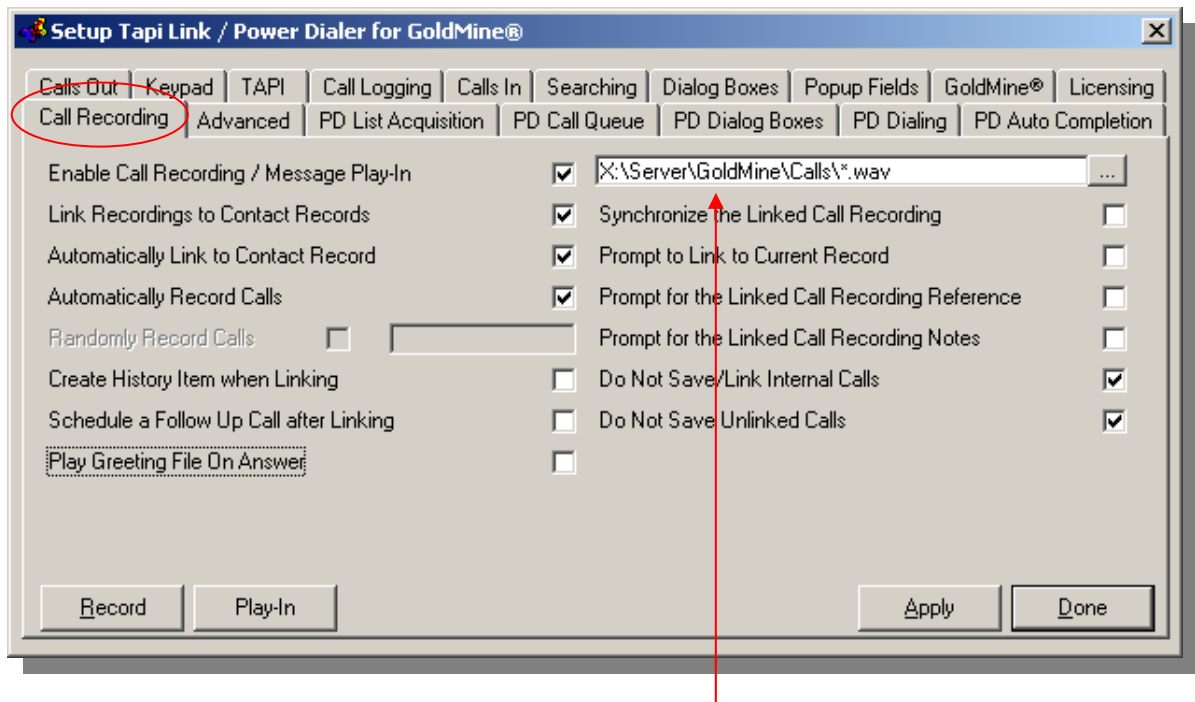 Setup Tapi Link / Power Dialer for GoldMine®
Calls Out Keypad TAPI Call Logging Calls In Searching Dialog Boxes Popup Fields GoldMine® Licensing
Call Recording Advanced PD List Acquisition PD Call Queue PD Dialog Boxes PD Dialing PD Auto Completion
Enable Call Recording / Message Play-In X:\Server\GoldMine\Calls\*.wav ...
Link Recordings to Contact Records Synchronize the Linked Call Recording
Automatically Link to Contact Record Prompt to Link to Current Record
Automatically Record Calls Prompt for the Linked Call Recording Reference
Randomly Record Calls Prompt for the Linked Call Recording Notes
Create History Item when Linking Do Not Save/Link Internal Calls
Schedule a Follow Up Call after Linking Do Not Save Unlinked Calls
Play Greeting File On Answer
Record Play-In Apply Done